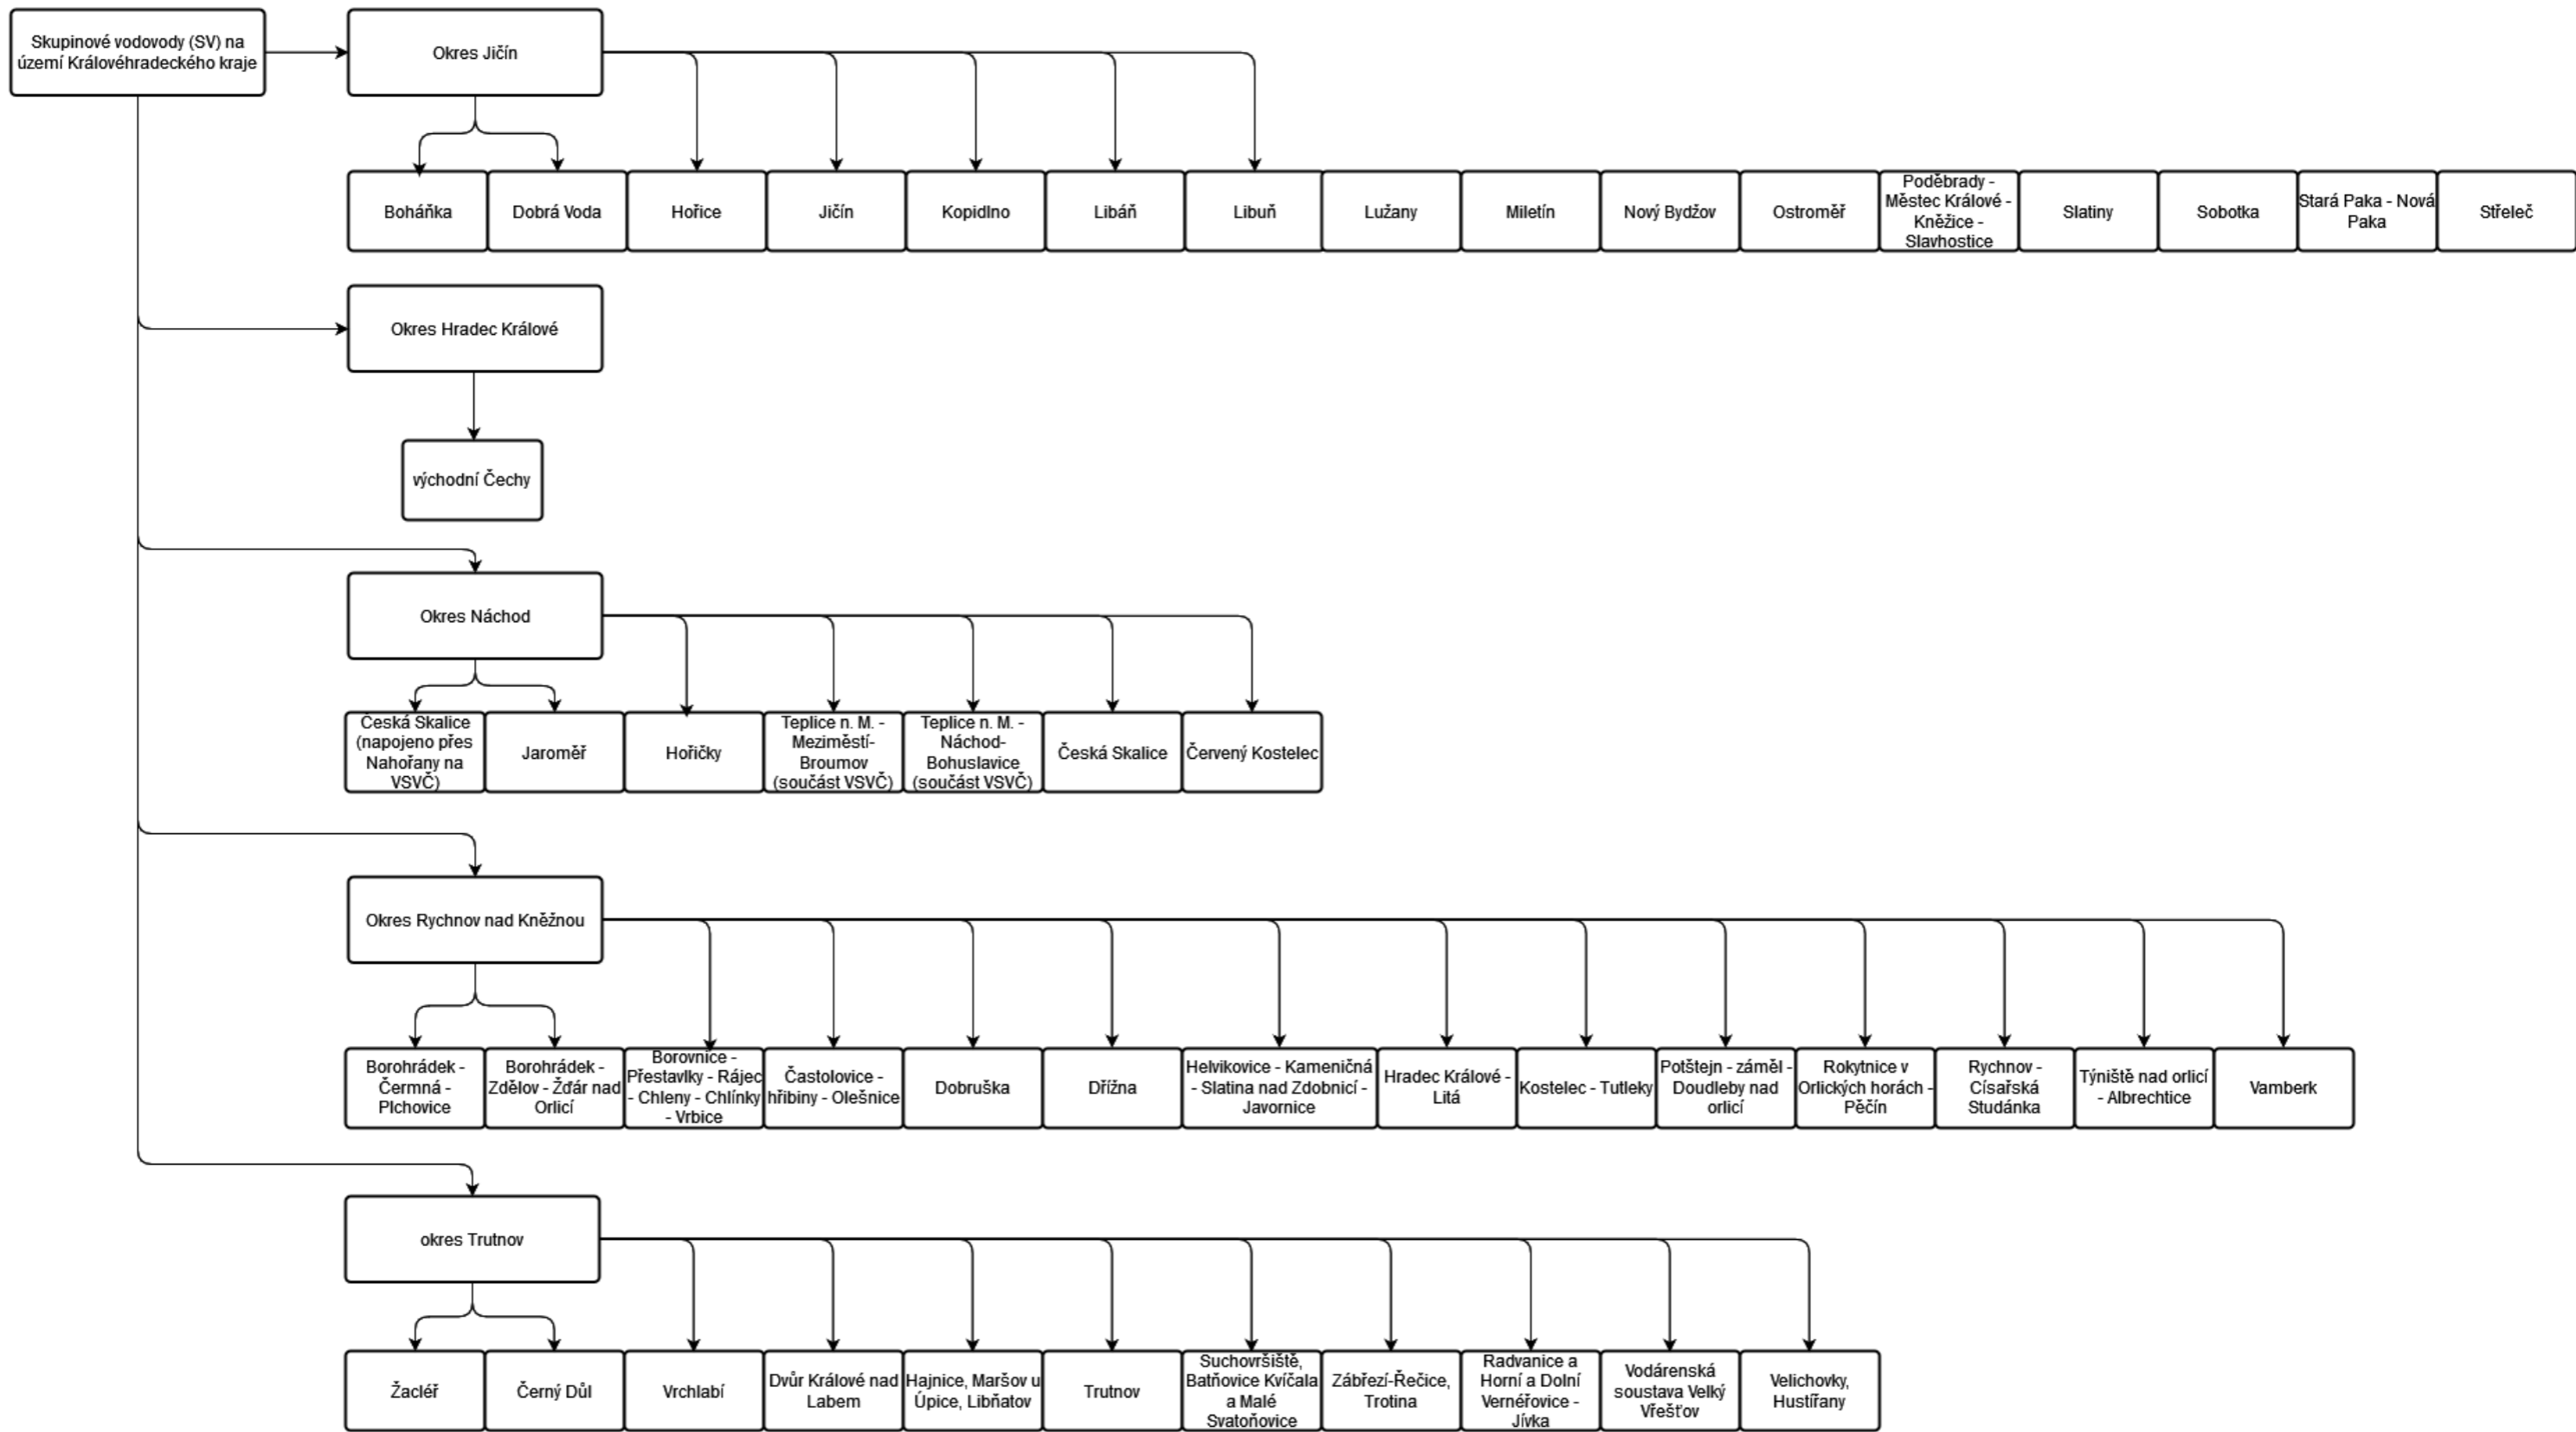 Skupinové vodovody (SV) na
území Královéhradeckého kraje
Okres Jičín
Boháňka
Dobrá Voda
Hořice
Jičín
Kopidlno
Libáň
Libuň
Lužany
Miletín
Nový Bydžov
Ostroměř
Poděbrady -
Městec Králové -
Kněžice -
Slavhostice
Slatiny
Sobotka
Stará Paka - Nová
Paka
Střeleč
Okres Hradec Králové
východní Čechy
Okres Náchod
Česká Skalice
(napojeno přes
Nahořany na
VSVČ)
Jaroměř
Hořičky
Teplice n. M. -
Meziměstí-
Broumov
(součást VSVČ)
Teplice n. M. -
Náchod-
Bohuslavice
(součást VSVČ)
Česká Skalice
Červený Kostelec
Okres Rychnov nad Kněžnou
Borohrádek -
Čermná -
Plchovice
Borohrádek -
Zdělov - Žďár nad
Orlicí
Borovnice -
Přestavlky - Rájec
- Chleny - Chlínky
- Vrbice
Častolovice -
hřibiny - Olešnice
Dobruška
Dřížna
Helvikovice - Kameničná
- Slatina nad Zdobnicí -
Javornice
Hradec Králové -
Litá
Kostelec - Tutleky
Potštejn - záměl -
Doudleby nad
orlicí
Rokytnice v
Orlických horách -
Pěčín
Rychnov -
Císařská
Studánka
Týniště nad orlicí
- Albrechtice
Vamberk
okres Trutnov
Žacléř
Černý Důl
Vrchlabí
Dvůr Králové nad
Labem
Hajnice, Maršov u
Úpice, Libňatov
Trutnov
Suchovršiště,
Batňovice Kvíčala
a Malé
Svatoňovice
Zábřezí-Řečice,
Trotina
Radvanice a
Horní a Dolní
Vernéřovice -
Jívka
Vodárenská
soustava Velký
Vřešťov
Velichovky,
Hustířany